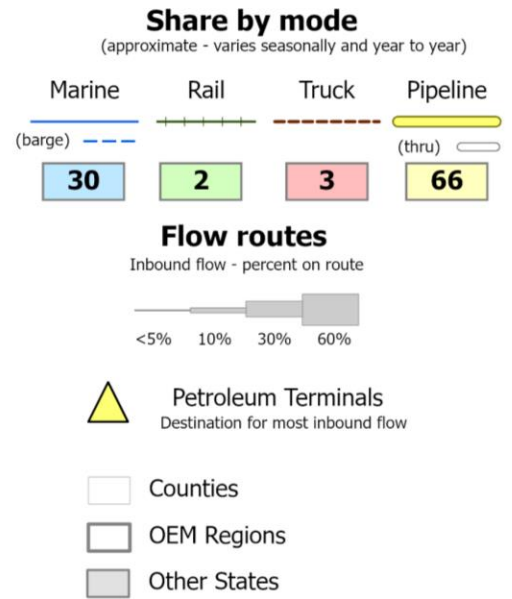 Share by mode
(approximate - varies seasonally and year to year)
Marine Rail Truck Pipeline
(barge) (thru)
30 2 3 66
Flow routes
Inbound flow - percent on route
<5% 10% 30% 60%
Petroleum Terminals
Destination for most inbound flow
Counties
OEM Regions
Other States